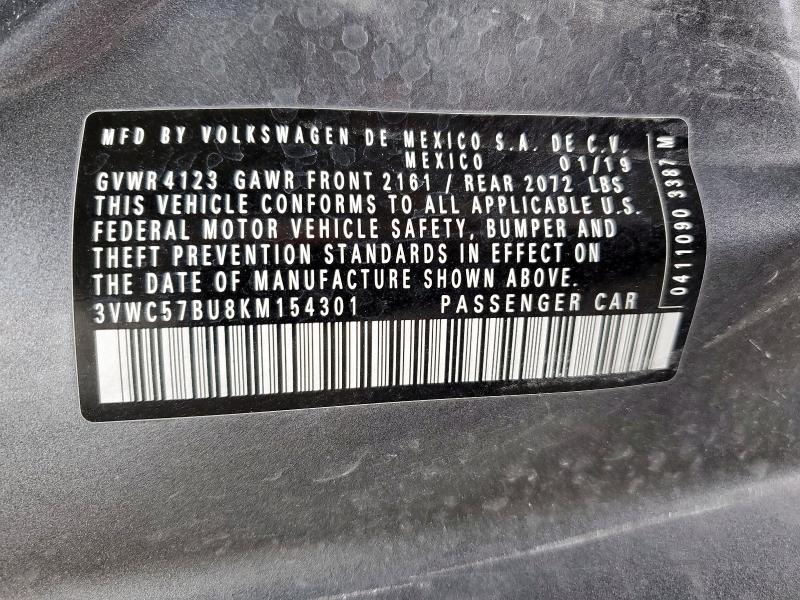 MFD BY VOLKSWAGEN DE MEXICO S.A. DE C.V.
MEXICO 01/19
GVWR 4123 GAWR FRONT 2161 / REAR 2072 LBS
THIS VEHICLE CONFORMS TO ALL APPLICABLE U.S.
FEDERAL MOTOR VEHICLE SAFETY, BUMPER AND
THEFT PREVENTION STANDARDS IN EFFECT ON
THE DATE OF MANUFACTURE SHOWN ABOVE.
3VWC57BU8KM154301 PASSENGER CAR
0411090 3387 M